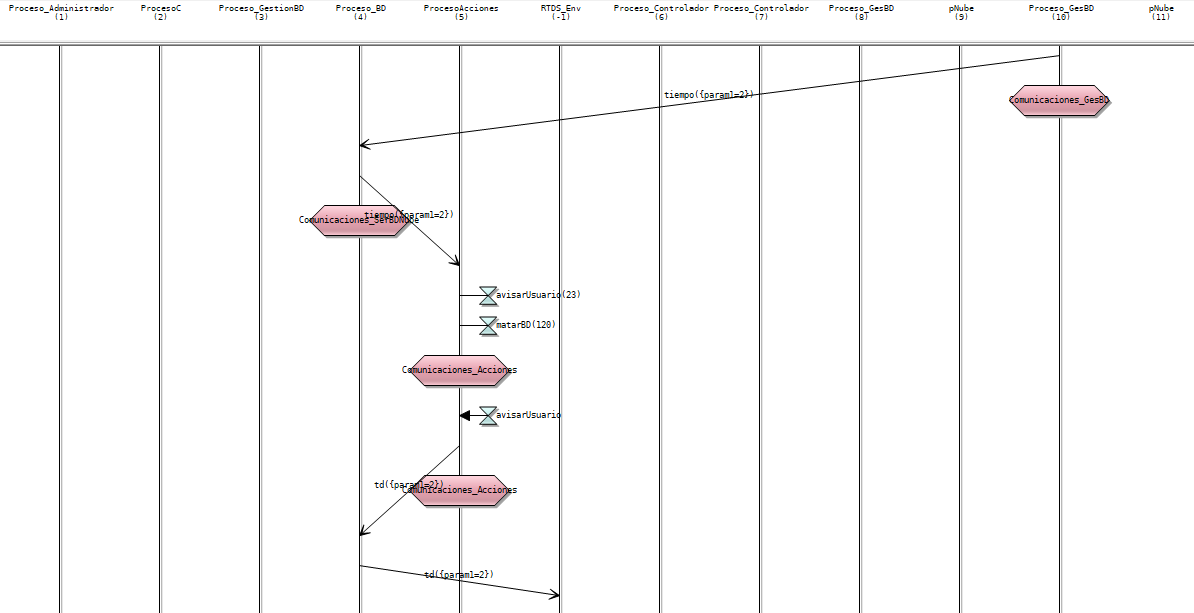 Proceso_Administrador ProcesoC Proceso_GestionBD Proceso_BD ProcesoAcciones RTDS_Env Proceso_Controlador Proceso_Controlador Proceso_GesBD pNube Proceso_GesBD pNube
(1) (2) (3) (4) (5) (-1) (6) (7) (8) (9) (10) (11)
tiempo({param1=2})
Comunicaciones_GesBD
tiempo({param1=2})
Comunicaciones_SerBDNube
avisarUsuario(23)
matarBD(120)
Comunicaciones_Acciones
avisarUsuario
td({param1=2})
Comunicaciones_Acciones
td({param1=2})